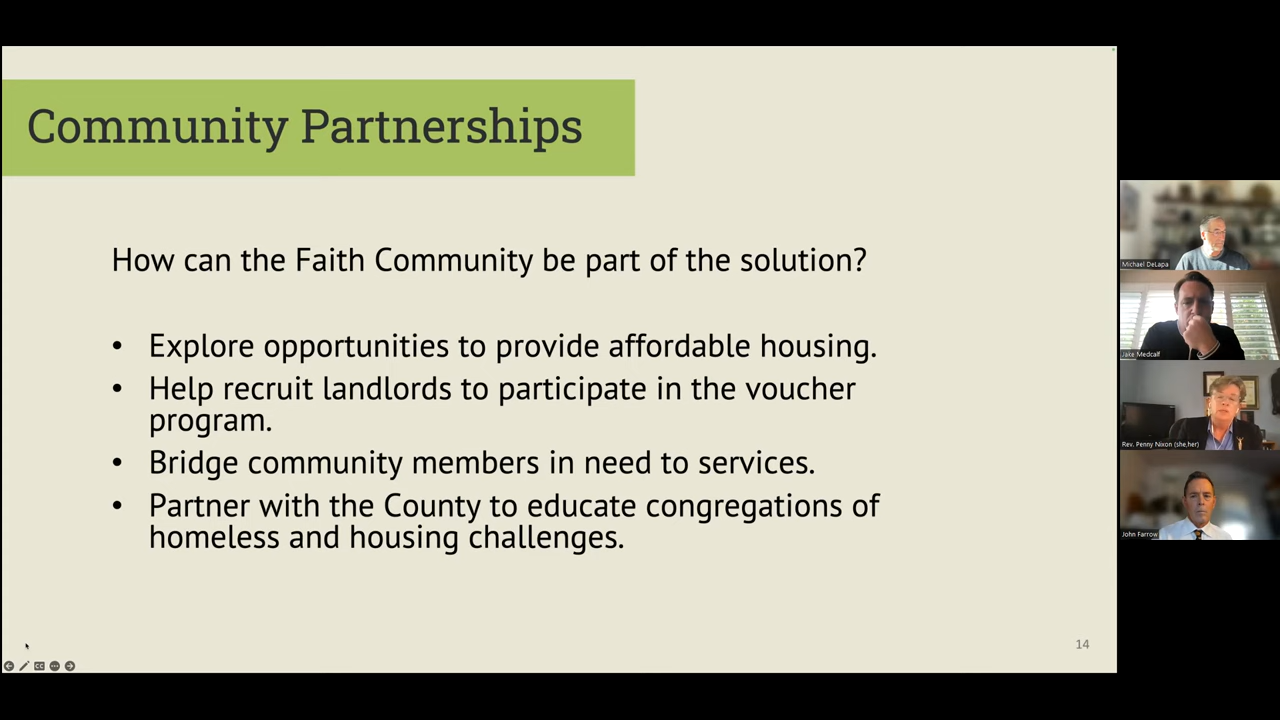 Community Partnerships
How can the Faith Community be part of the solution?
• Explore opportunities to provide affordable housing.
• Help recruit landlords to participate in the voucher
program.
• Bridge community members in need to services.
• Partner with the County to educate congregations of
homeless and housing challenges.
14
Michael DeLapa
Jake Medcalf
Rev. Penny Nixon (she,her)
John Farrow